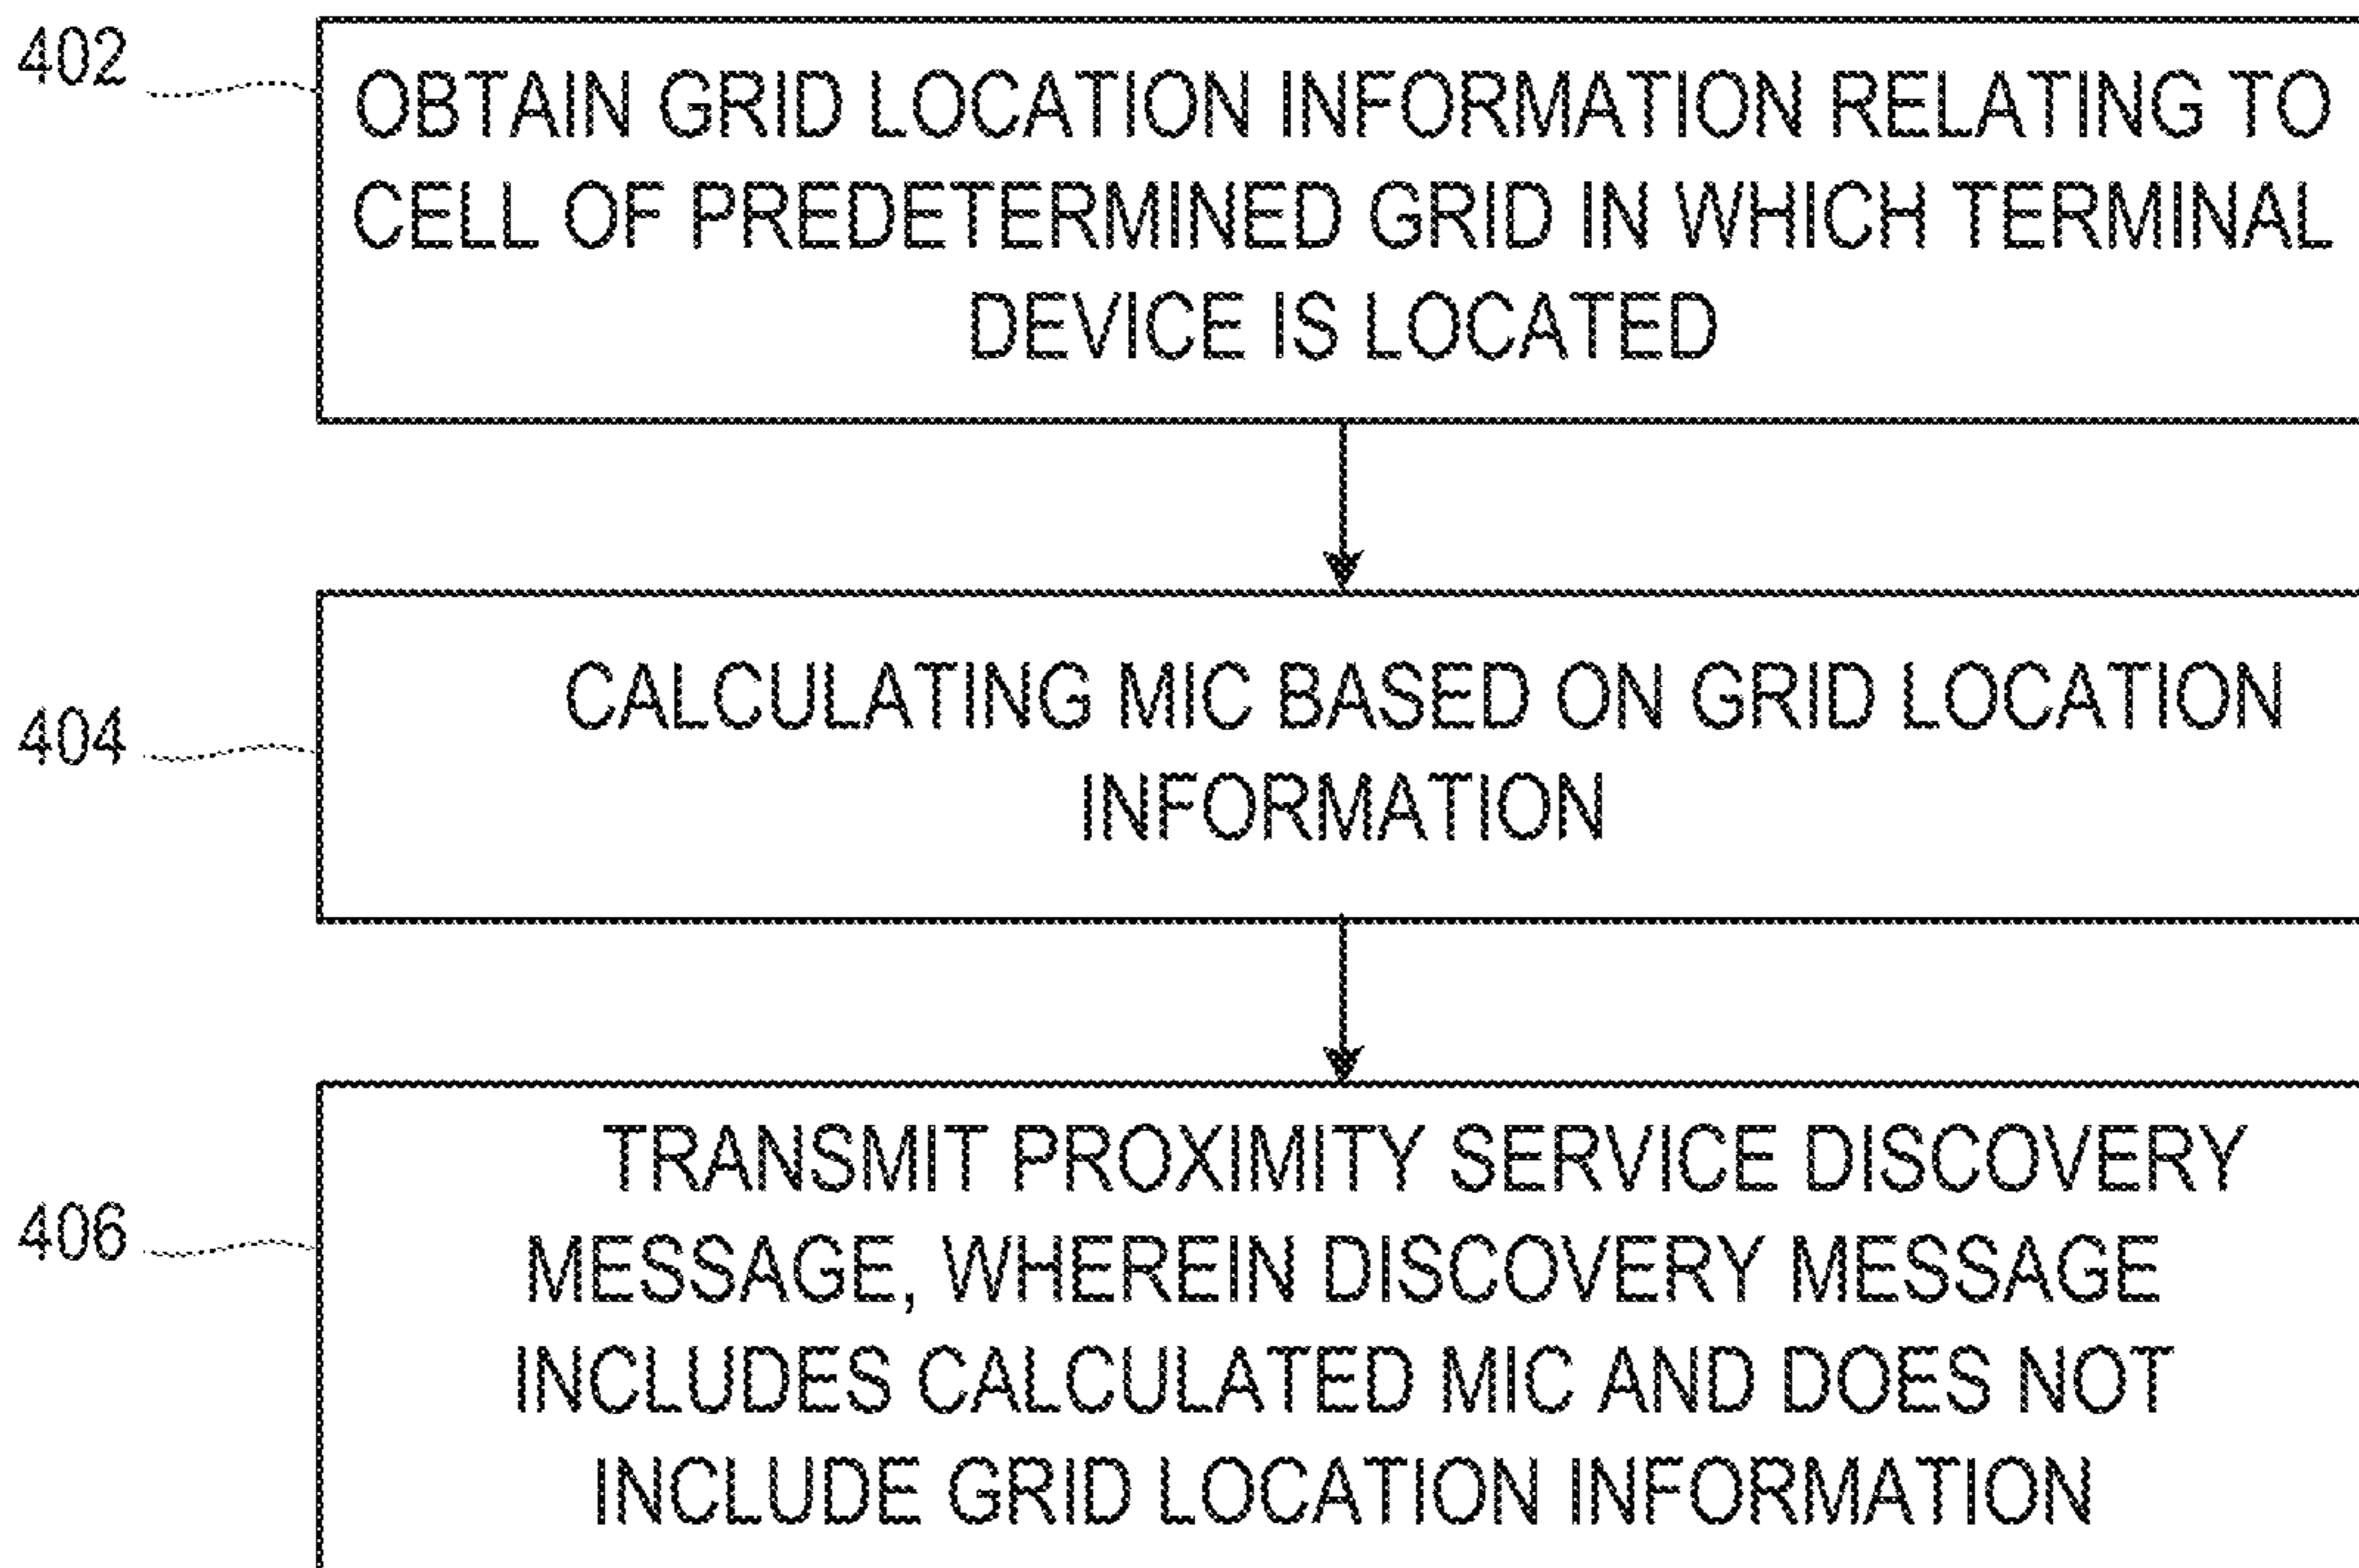 402
OBTAIN GRID LOCATION INFORMATION RELATING TO
CELL OF PREDETERMINED GRID IN WHICH TERMINAL
DEVICE IS LOCATED
404
CALCULATING MIC BASED ON GRID LOCATION
INFORMATION
406
TRANSMIT PROXIMITY SERVICE DISCOVERY
MESSAGE, WHEREIN DISCOVERY MESSAGE
INCLUDES CALCULATED MIC AND DOES NOT
INCLUDE GRID LOCATION INFORMATION